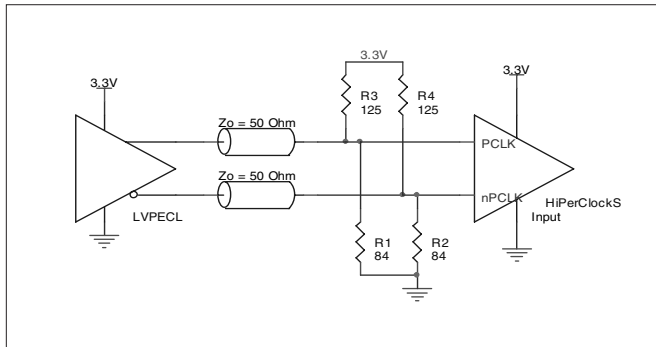 3.3V
3.3V
3.3V
R3
125
R4
125
Zo = 50 Ohm
PCLK
Zo = 50 Ohm
nPCLK
HiPerClockS
Input
LVPECL
R1
84
R2
84